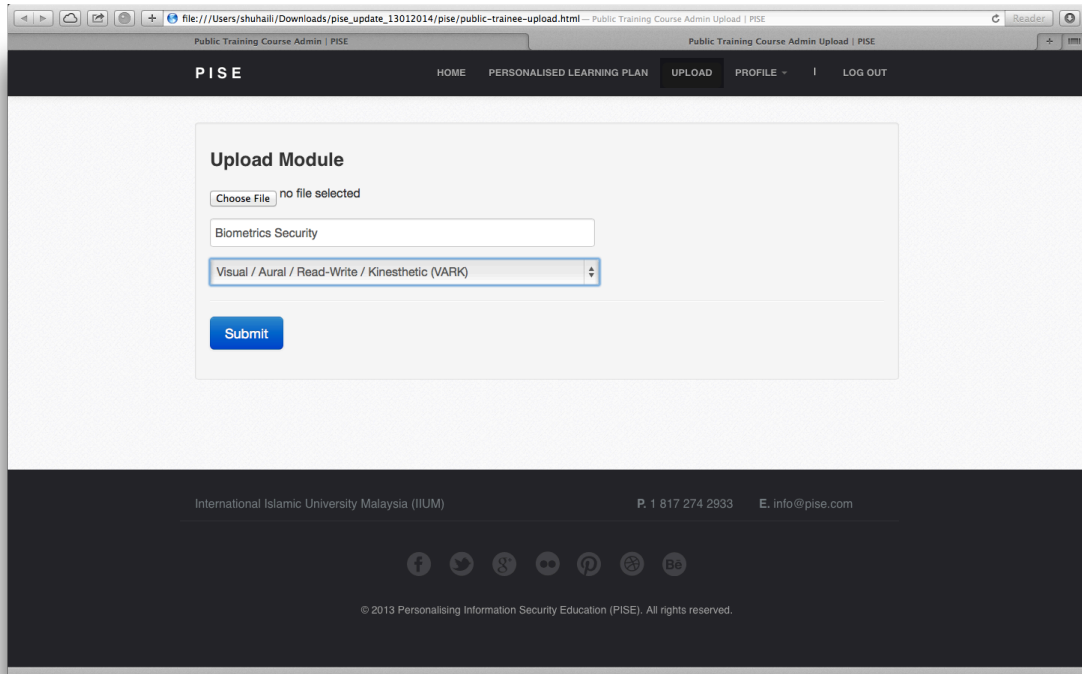 file:///Users/shuhaili/Downloads/pise_update_13012014/pise/public-trainee-upload.html — Public Training Course Admin Upload | PISE
Reader
Public Training Course Admin | PISE
Public Training Course Admin Upload | PISE
PISE
HOME PERSONALISED LEARNING PLAN UPLOAD PROFILE | LOG OUT
Upload Module
Choose File no file selected
Biometrics Security
Visual / Aural / Read-Write / Kinesthetic (VARK)
Submit
International Islamic University Malaysia (IIUM) P. 1 817 274 2933 E. info@pise.com
© 2013 Personalising Information Security Education (PISE). All rights reserved.